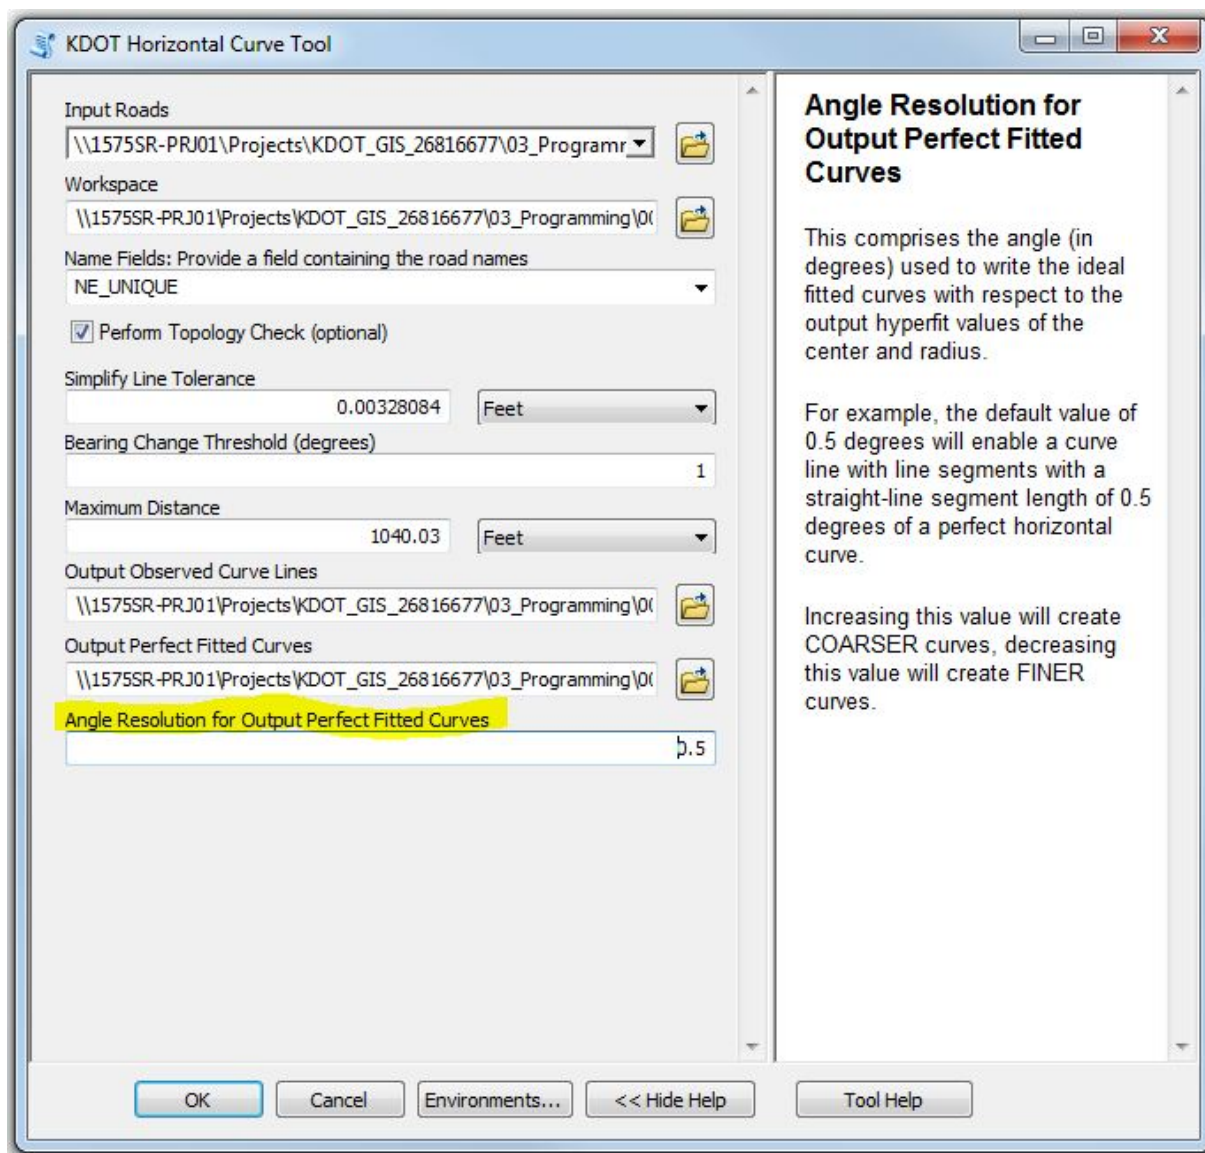 KDOT Horizontal Curve Tool
Input Roads
\\1575SR-PRJ01\Projects\KDOT_GIS_26816677\03_Programr
Workspace
\\1575SR-PRJ01\Projects\KDOT_GIS_26816677\03_Programming\0(
Name Fields: Provide a field containing the road names
NE_UNIQUE
Perform Topology Check (optional)
Simplify Line Tolerance
0.00328084 Feet
Bearing Change Threshold (degrees)
1
Maximum Distance
1040.03 Feet
Output Observed Curve Lines
\\1575SR-PRJ01\Projects\KDOT_GIS_26816677\03_Programming\0(
Output Perfect Fitted Curves
\\1575SR-PRJ01\Projects\KDOT_GIS_26816677\03_Programming\0(
Angle Resolution for Output Perfect Fitted Curves
0.5
Angle Resolution for
Output Perfect Fitted
Curves
This comprises the angle (in
degrees) used to write the ideal
fitted curves with respect to the
output hyperfit values of the
center and radius.
For example, the default value of
0.5 degrees will enable a curve
line with line segments with a
straight-line segment length of 0.5
degrees of a perfect horizontal
curve.
Increasing this value will create
COARSER curves, decreasing
this value will create FINER
curves.
OK Cancel Environments... << Hide Help Tool Help